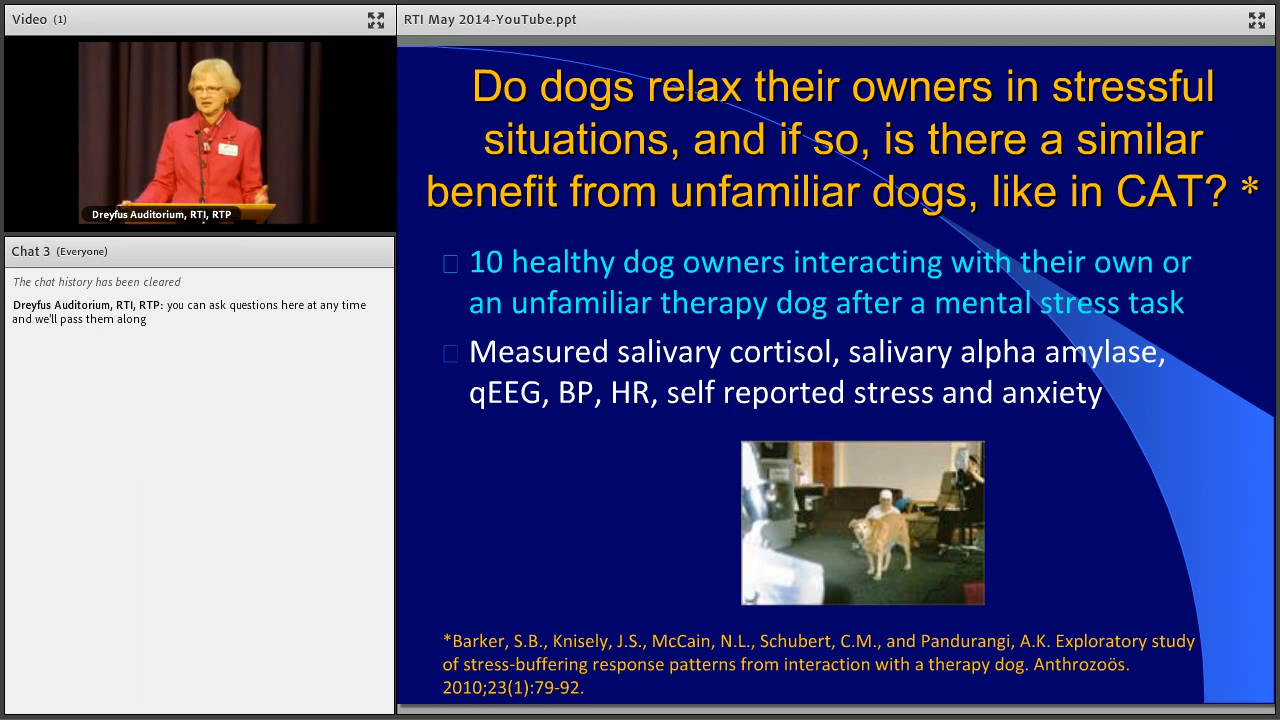 Video (1)
RTI May 2014-YouTube.ppt
Dreyfus Auditorium, RTI, RTP
Chat 3 (Everyone)
The chat history has been cleared
Dreyfus Auditorium, RTI, RTP: you can ask questions here at any time
and we'll pass them along
Do dogs relax their owners in stressful
situations, and if so, is there a similar
benefit from unfamiliar dogs, like in CAT? *
10 healthy dog owners interacting with their own or
an unfamiliar therapy dog after a mental stress task
Measured salivary cortisol, salivary alpha amylase,
qEEG, BP, HR, self reported stress and anxiety
*Barker, S.B., Knisely, J.S., McCain, N.L., Schubert, C.M., and Pandurangi, A.K. Exploratory study
of stress-buffering response patterns from interaction with a therapy dog. Anthrozoös.
2010;23(1):79-92.